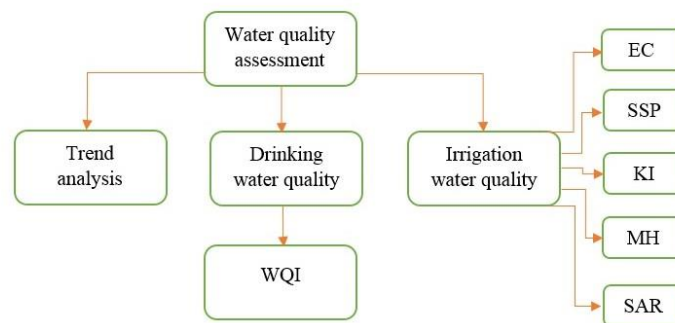 Water quality
assessment
Trend
analysis
Drinking
water quality
Irrigation
water quality
WQI
EC
SSP
KI
MH
SAR